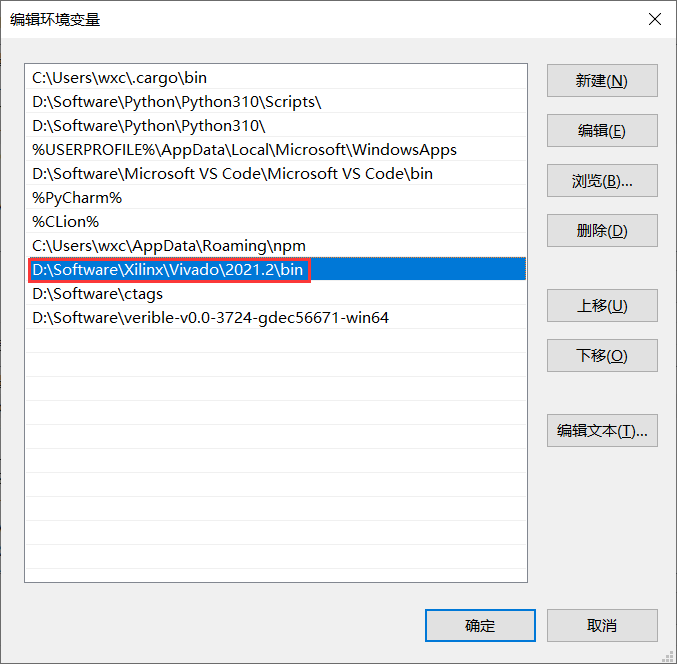 编辑环境变量
C:\Users\wxc\.cargo\bin
D:\Software\Python\Python310\Scripts\
D:\Software\Python\Python310\
%USERPROFILE%\AppData\Local\Microsoft\WindowsApps
D:\Software\Microsoft VS Code\Microsoft VS Code\bin
%PyCharm%
%CLion%
C:\Users\wxc\AppData\Roaming\npm
D:\Software\Xilinx\Vivado\2021.2\bin
D:\Software\ctags
D:\Software\verible-v0.0-3724-gdec56671-win64
新建(N)
编辑(E)
浏览(B)...
删除(D)
上移(U)
下移(O)
编辑文本(T)...
确定
取消